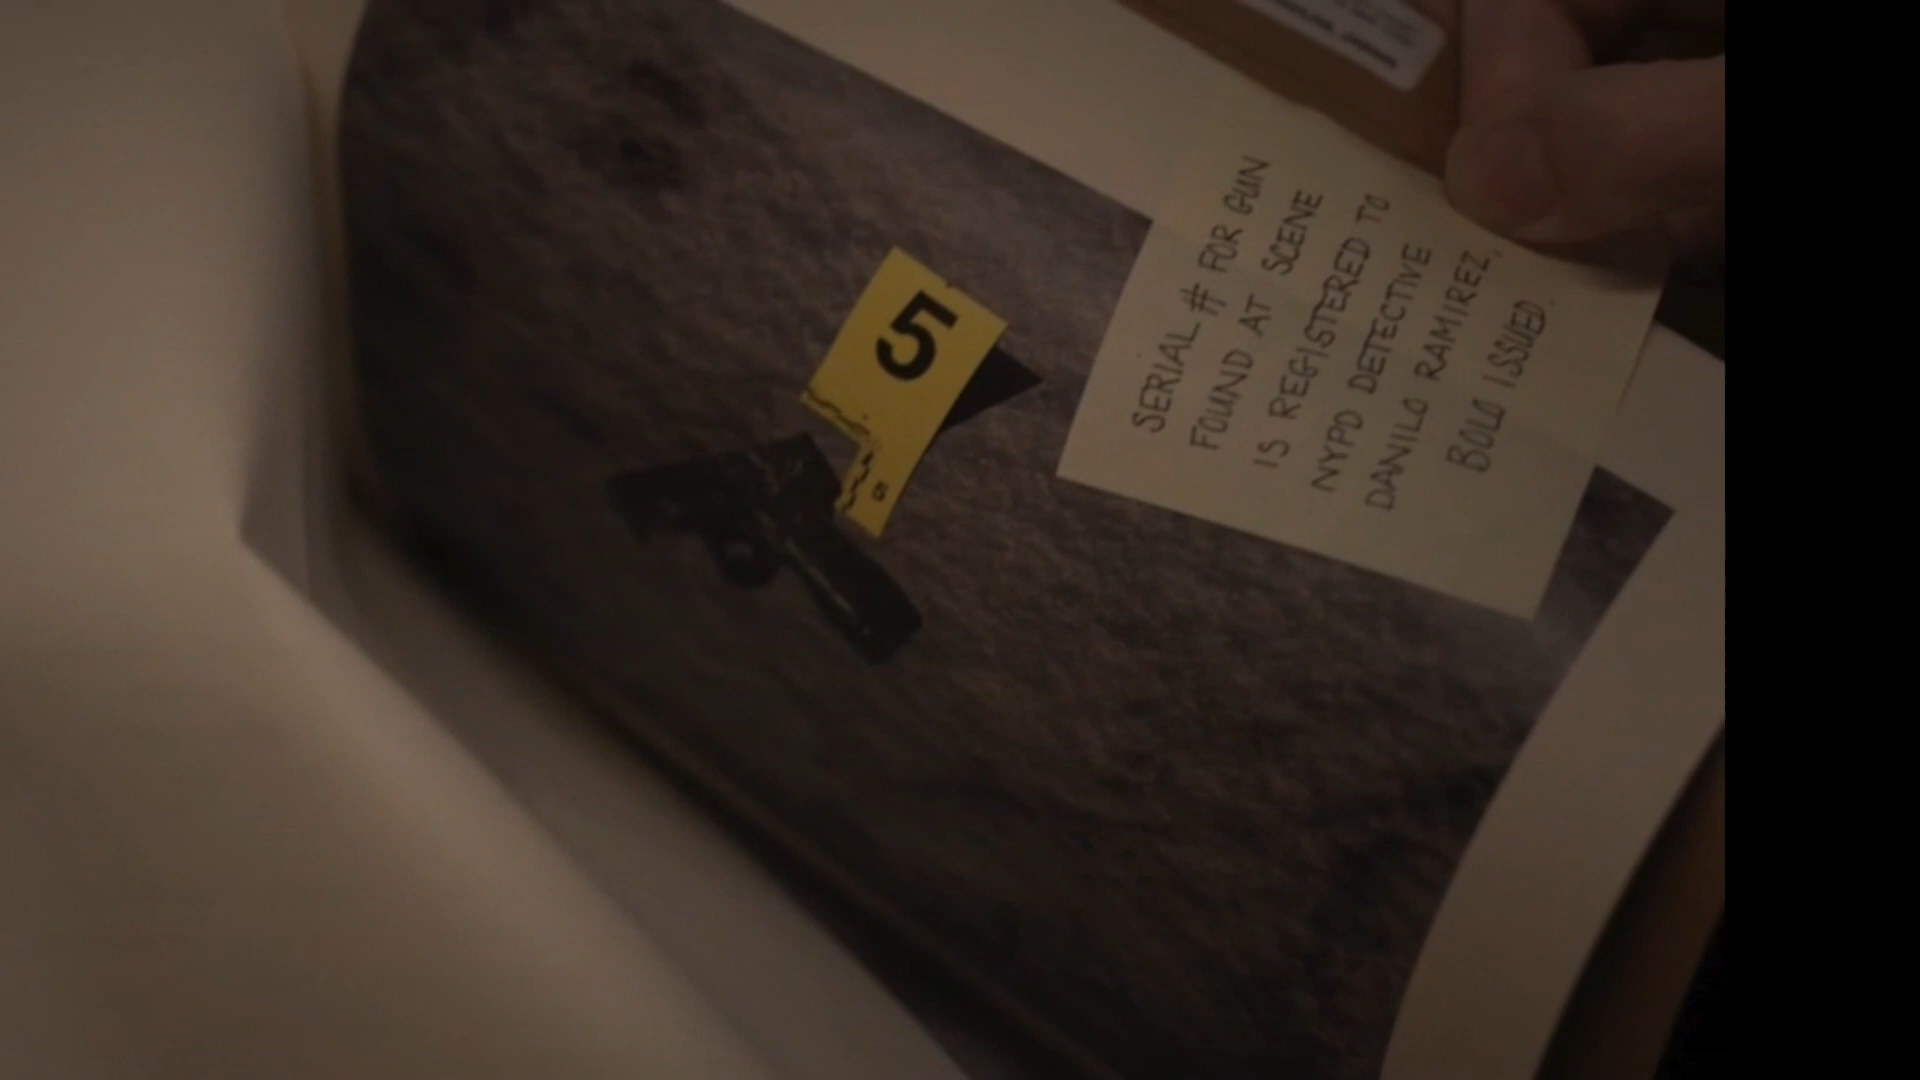 5
SERIAL # FOR GUN
FOUND AT SCENE
IS REGISTERED TO
NYPD DETECTIVE
DANILO RAMIREZ,
BOLO ISSUED.